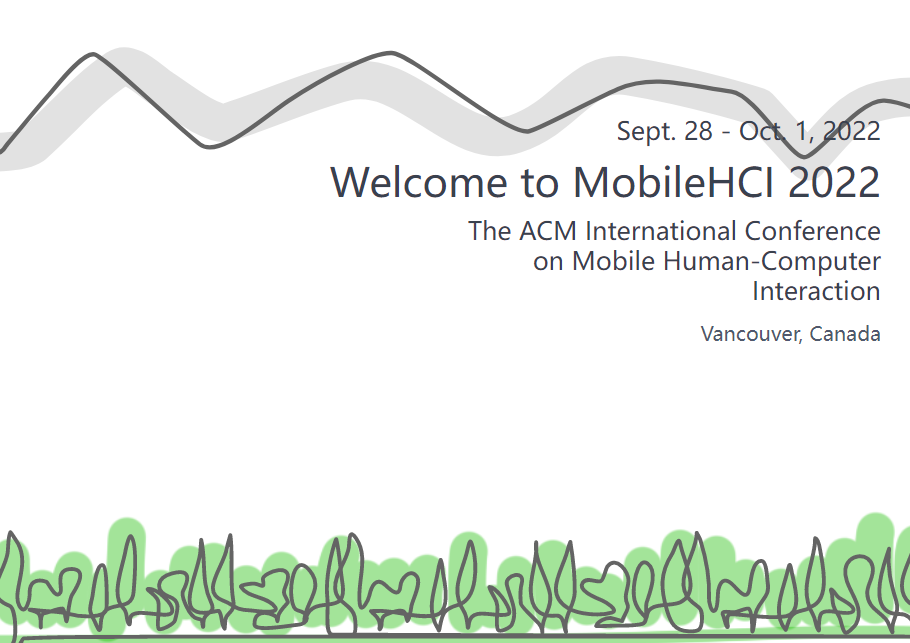 Sept. 28 - Oct. 1, 2022
Welcome to MobileHCI 2022
The ACM International Conference
on Mobile Human-Computer
Interaction
Vancouver, Canada